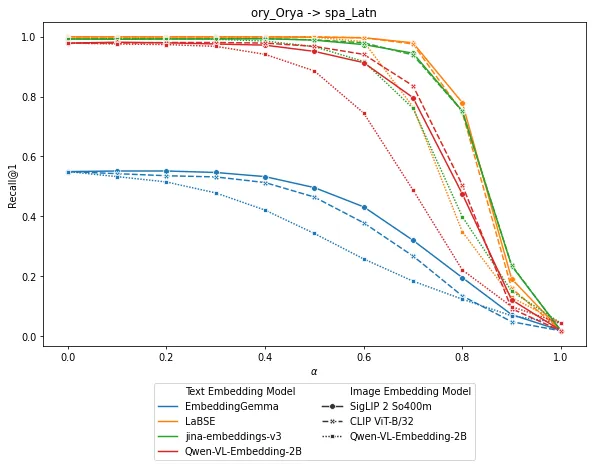 ory_Orya -> spa_Latn
Recall@1
1.0
0.8
0.6
0.4
0.2
0.0
0.0 0.2 0.4 0.6 0.8 1.0
α
Text Embedding Model
EmbeddingGemma
LaBSE
jina-embeddings-v3
Qwen-VL-Embedding-2B
Image Embedding Model
SigLIP 2 So400m
CLIP ViT-B/32
Qwen-VL-Embedding-2B